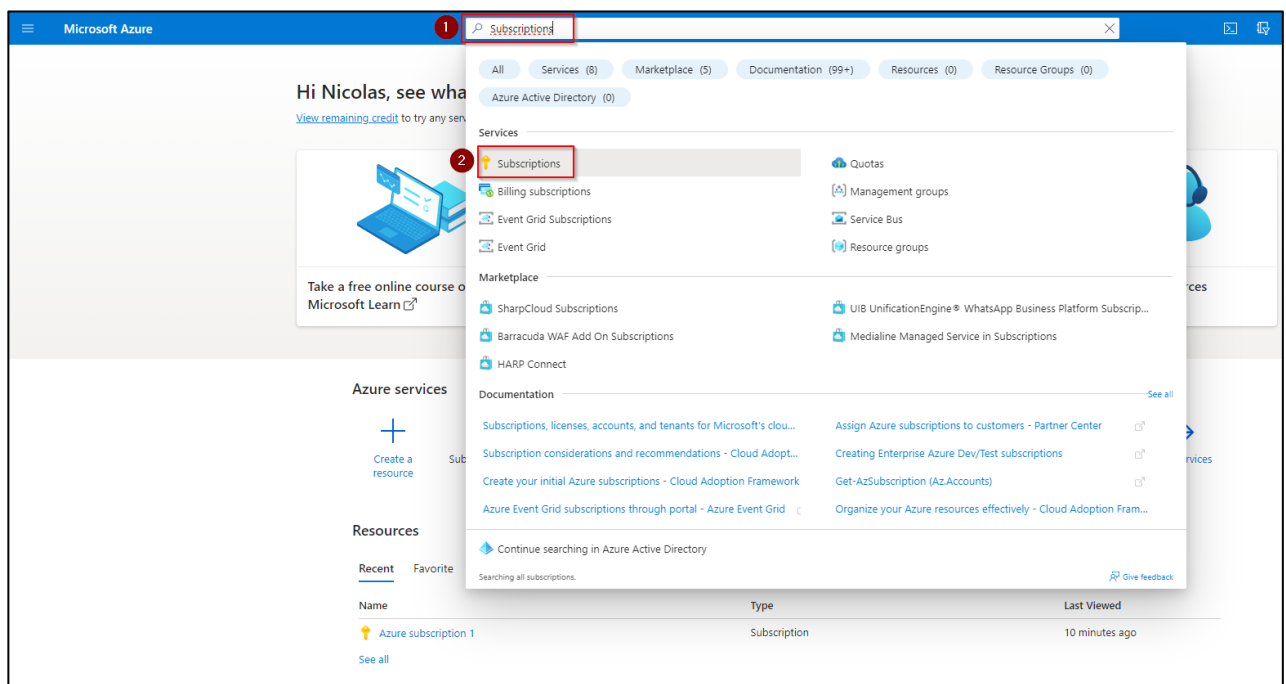 Microsoft Azure
1
Subscriptions
All
Services (8)
Marketplace (5)
Documentation (99+)
Resources (0)
Resource Groups (0)
Azure Active Directory (0)
Hi Nicolas, see wha
View remaining credit to try any serv
Services
2
Subscriptions
Quotas
Billing subscriptions
Management groups
Event Grid Subscriptions
Service Bus
Event Grid
Resource groups
Take a free online course o
Microsoft Learn
rces
Marketplace
SharpCloud Subscriptions
UIB UnificationEngine® WhatsApp Business Platform Subscrip...
Barracuda WAF Add On Subscriptions
Medialine Managed Service in Subscriptions
HARP Connect
Documentation
See all
Subscriptions, licenses, accounts, and tenants for Microsoft's clou...
Assign Azure subscriptions to customers - Partner Center
Subscription considerations and recommendations - Cloud Adopt...
Creating Enterprise Azure Dev/Test subscriptions
Create your initial Azure subscriptions - Cloud Adoption Framework
Get-AzSubscription (Az.Accounts)
Azure Event Grid subscriptions through portal - Azure Event Grid
Organize your Azure resources effectively - Cloud Adoption Fram...
Continue searching in Azure Active Directory
Searching all subscriptions.
Give feedback
Azure services
Create a
resource
Sub
rvices
Resources
Recent
Favorite
Name
Type
Last Viewed
Azure subscription 1
Subscription
10 minutes ago
See all